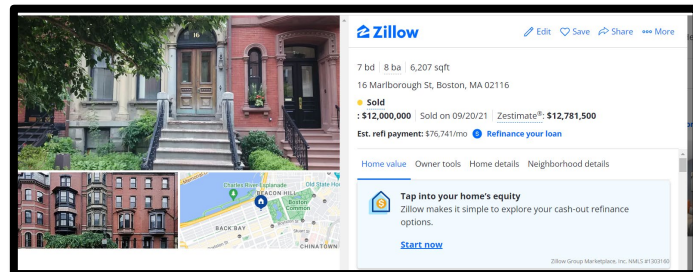 16
Charles River Esplanade
Old State Hou
BEACON HILL
Boston
Common
BACK BAY
CHINATOWN
Zillow
Edit Save Share More
7 bd 8 ba 6,207 sqft
16 Marlborough St, Boston, MA 02116
Sold
: $12,000,000 Sold on 09/20/21 Zestimate®: $12,781,500
Est. refi payment: $76,741/mo $ Refinance your loan
Home value Owner tools Home details Neighborhood details
Tap into your home's equity
Zillow makes it simple to explore your cash-out refinance
options.
Start now
Zillow Group Marketplace, Inc. NMLS #1303160